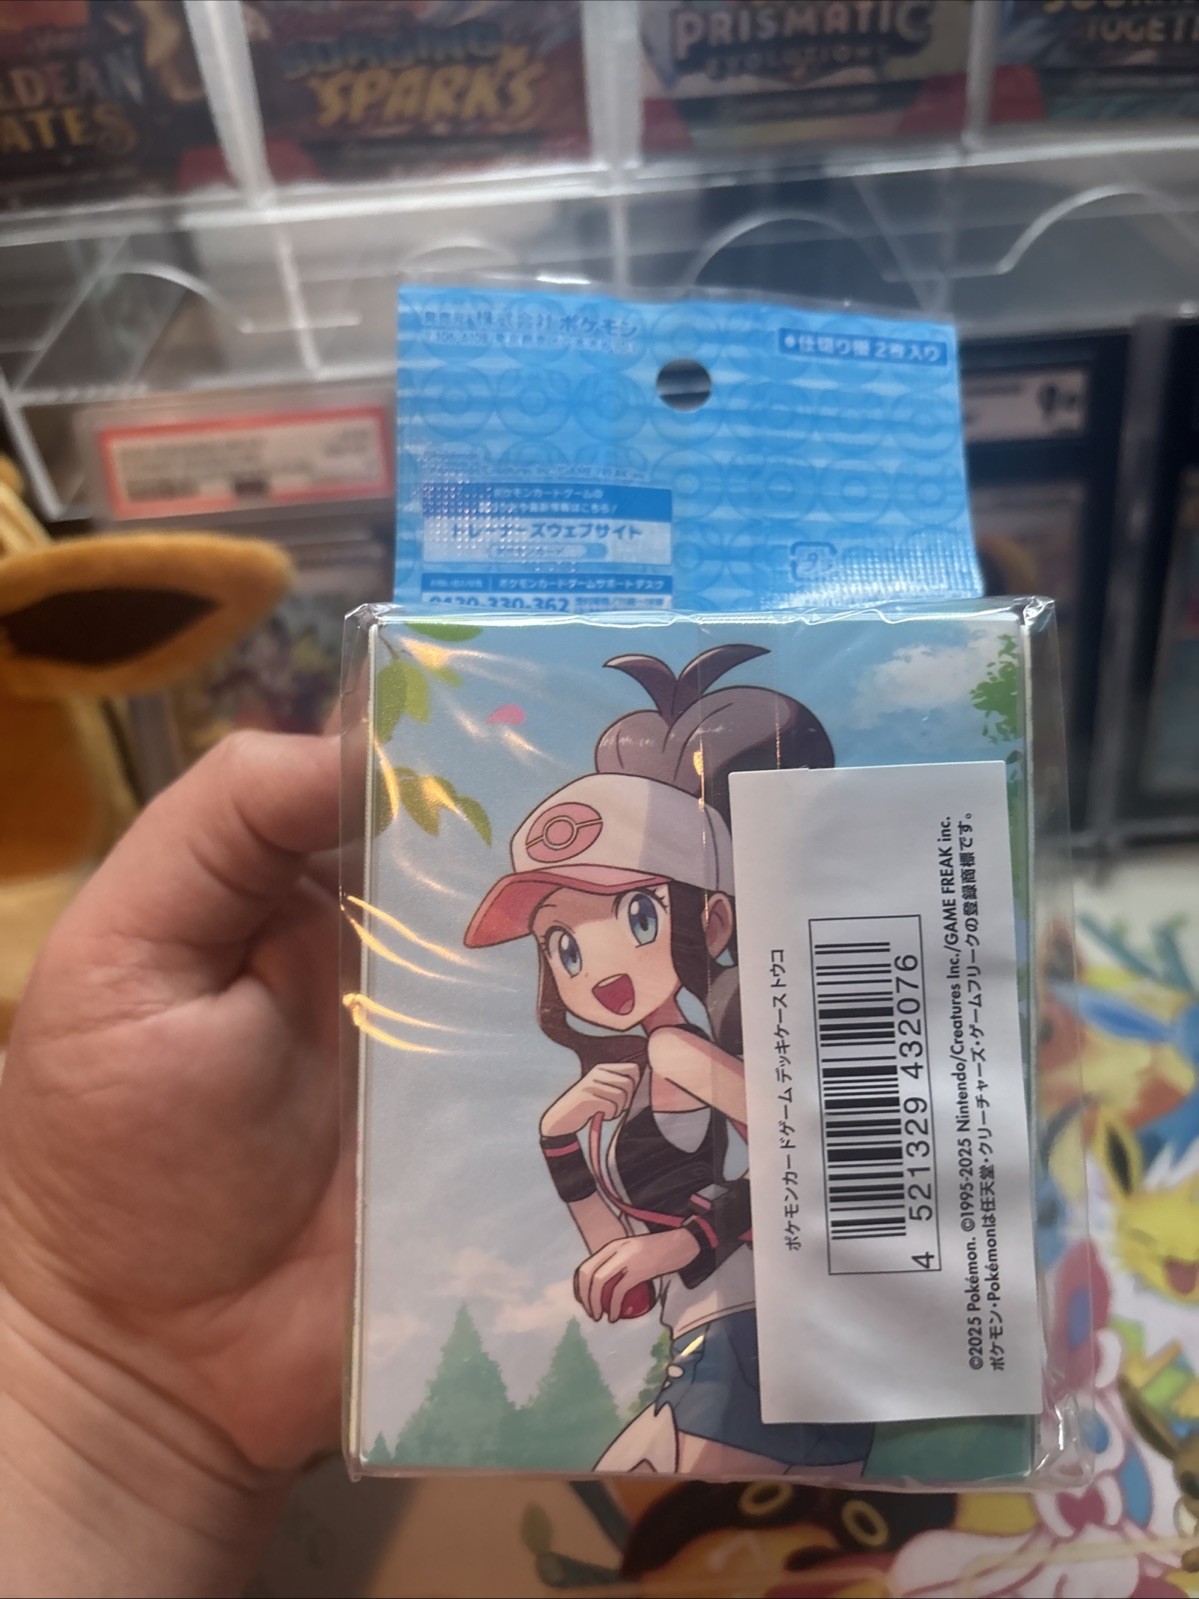 PRISMATIC
EVOLUTIONS
SPARKS
TOGET
ATES
株式会社ポケモン
●仕切り板2枚入り
ポケモンカードゲームの
トレーナーズウェブサイト
ポケモンカードゲームサポートデスク
0120-330-362
ポケモンカードゲーム デッキケース トウコ
4 521329 432076
©2025 Pokémon. ©1995-2025 Nintendo/Creatures Inc./GAME FREAK inc.
ポケモン・Pokémonは任天堂・クリーチャーズ・ゲームフリークの登録商標です。